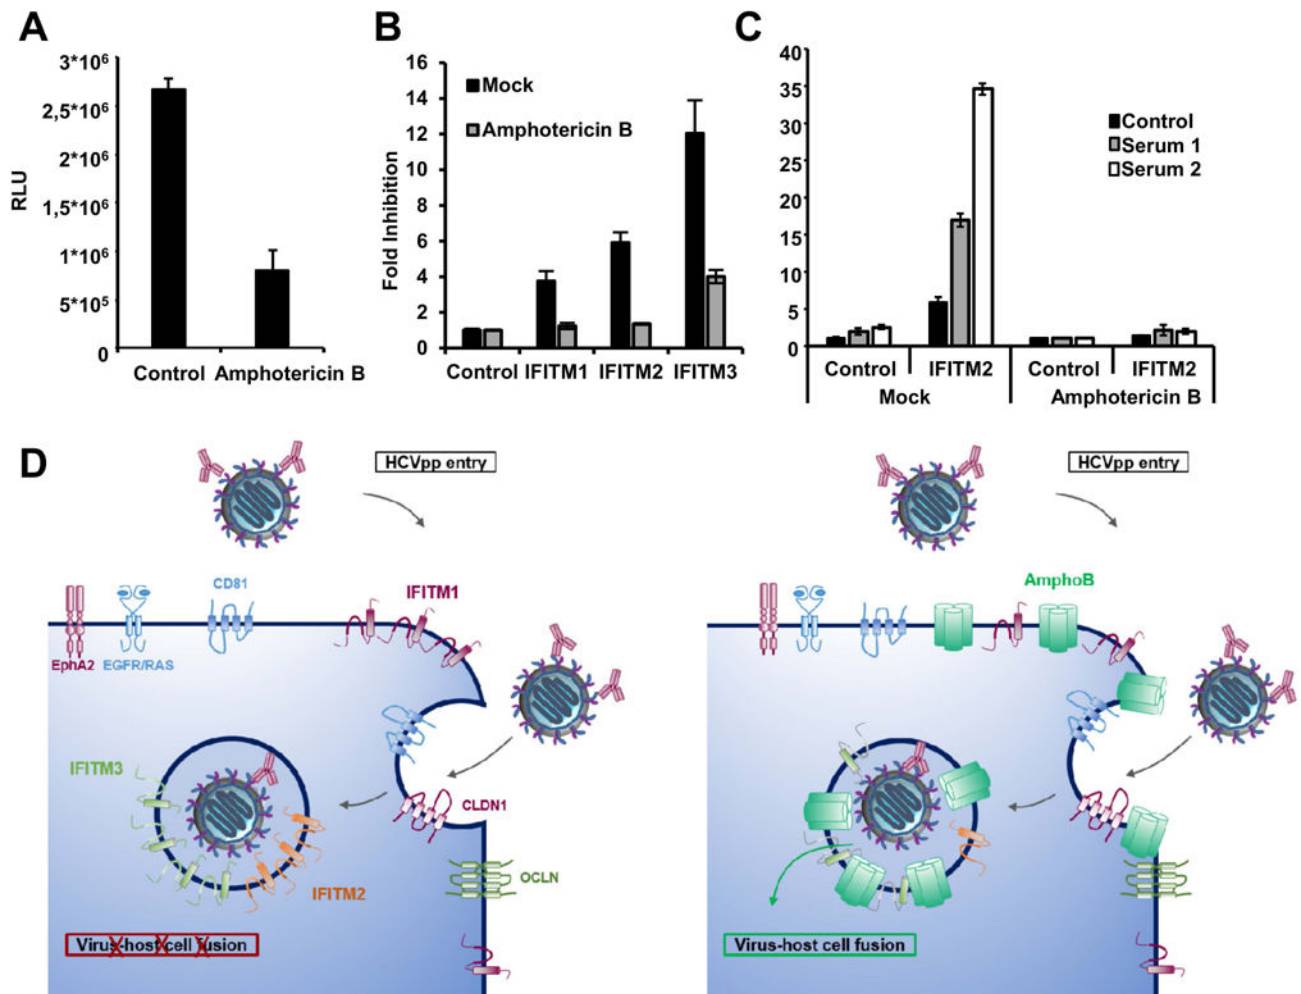 A
3*10⁶
2,5*10⁶
2*10⁶
1,5*10⁶
1*10⁶
5*10⁵
0
RLU
Control Amphotericin B
B
16
14
12
10
8
6
4
2
0
Fold Inhibition
Mock
Amphotericin B
Control IFITM1 IFITM2 IFITM3
C
40
35
30
25
20
15
10
5
0
Control
Serum 1
Serum 2
Control IFITM2 Control IFITM2
Mock Amphotericin B
D
HCVpp entry
CD81
IFITM1
EphA2
EGFR/RAS
IFITM3
CLDN1
OCLN
IFITM2
Virus-host cell fusion
HCVpp entry
AmphoB
Virus-host cell fusion